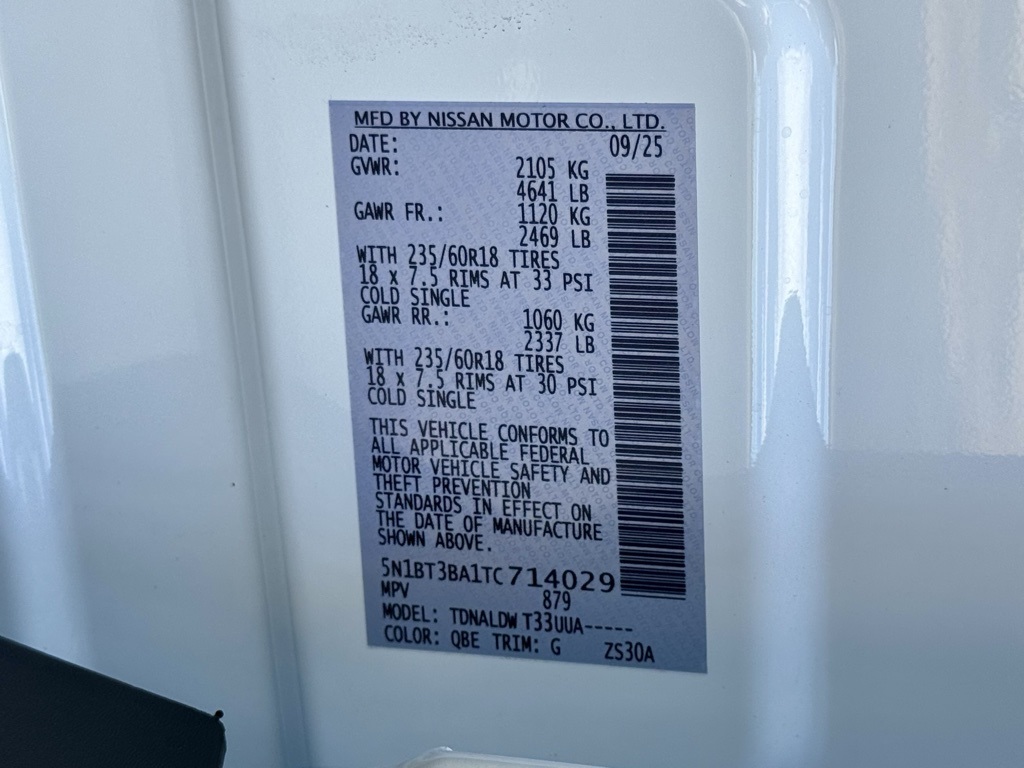 MFD BY NISSAN MOTOR CO., LTD.
DATE: 09/25
GVWR: 2105 KG
4641 LB
GAWR FR.: 1120 KG
2469 LB
WITH 235/60R18 TIRES
18 x 7.5 RIMS AT 33 PSI
COLD SINGLE
GAWR RR.: 1060 KG
2337 LB
WITH 235/60R18 TIRES
18 x 7.5 RIMS AT 30 PSI
COLD SINGLE
THIS VEHICLE CONFORMS TO
ALL APPLICABLE FEDERAL
MOTOR VEHICLE SAFETY AND
THEFT PREVENTION
STANDARDS IN EFFECT ON
THE DATE OF MANUFACTURE
SHOWN ABOVE.
5N1BT3BA1TC714029
MPV 879
MODEL: TDNALDW T33UUA-----
COLOR: QBE TRIM: G ZS30A